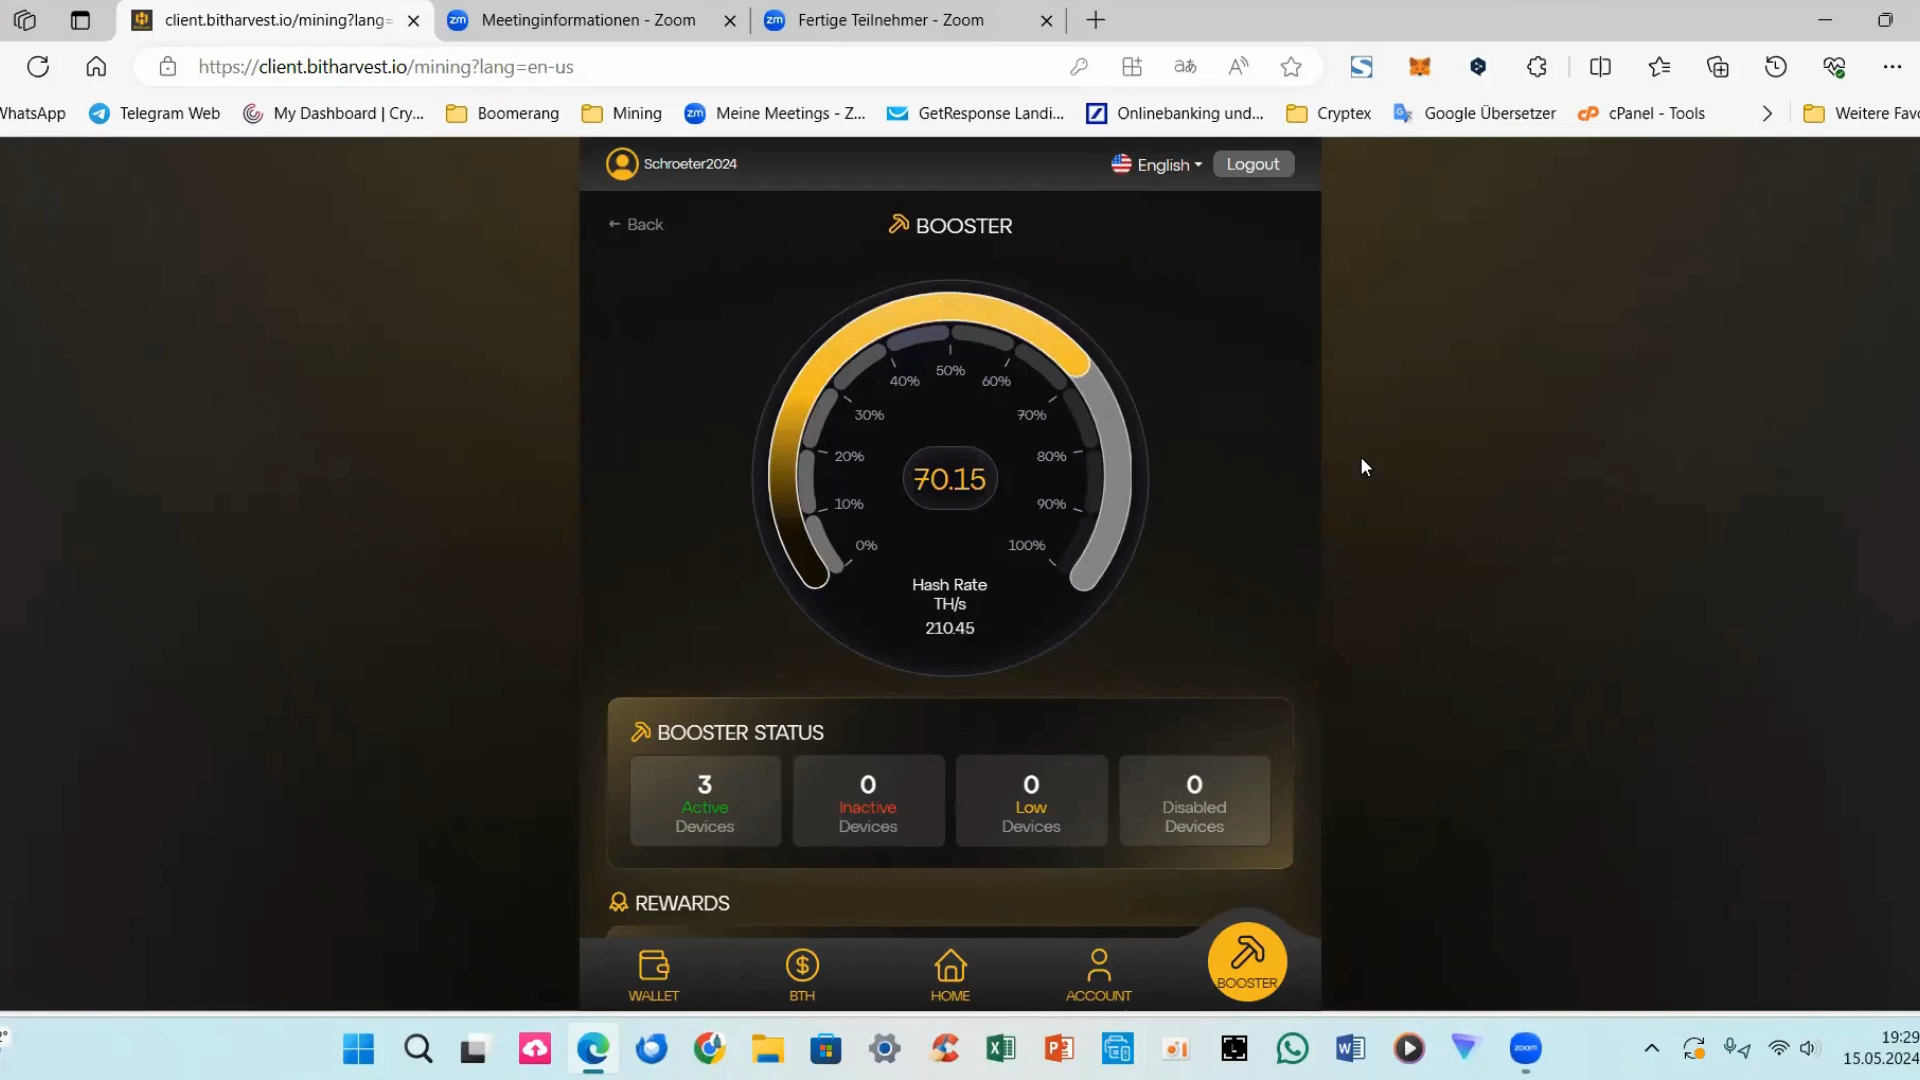 client.bitharvest.io/mining?lang=
Meetinginformationen - Zoom
Fertige Teilnehmer - Zoom
https://client.bitharvest.io/mining?lang=en-us
WhatsApp
Telegram Web
My Dashboard | Cry...
Boomerang
Mining
Meine Meetings - Z...
GetResponse Landi...
Onlinebanking und...
Cryptex
Google Übersetzer
cPanel - Tools
Weitere Favo
Schroeter2024
English
Logout
← Back
BOOSTER
40%
50%
60%
30%
70%
20%
80%
10%
90%
0%
100%
70.15
Hash Rate
TH/s
210.45
BOOSTER STATUS
3
Active
Devices
0
Inactive
Devices
0
Low
Devices
0
Disabled
Devices
REWARDS
WALLET
BTH
HOME
ACCOUNT
BOOSTER
19:29
15.05.2024